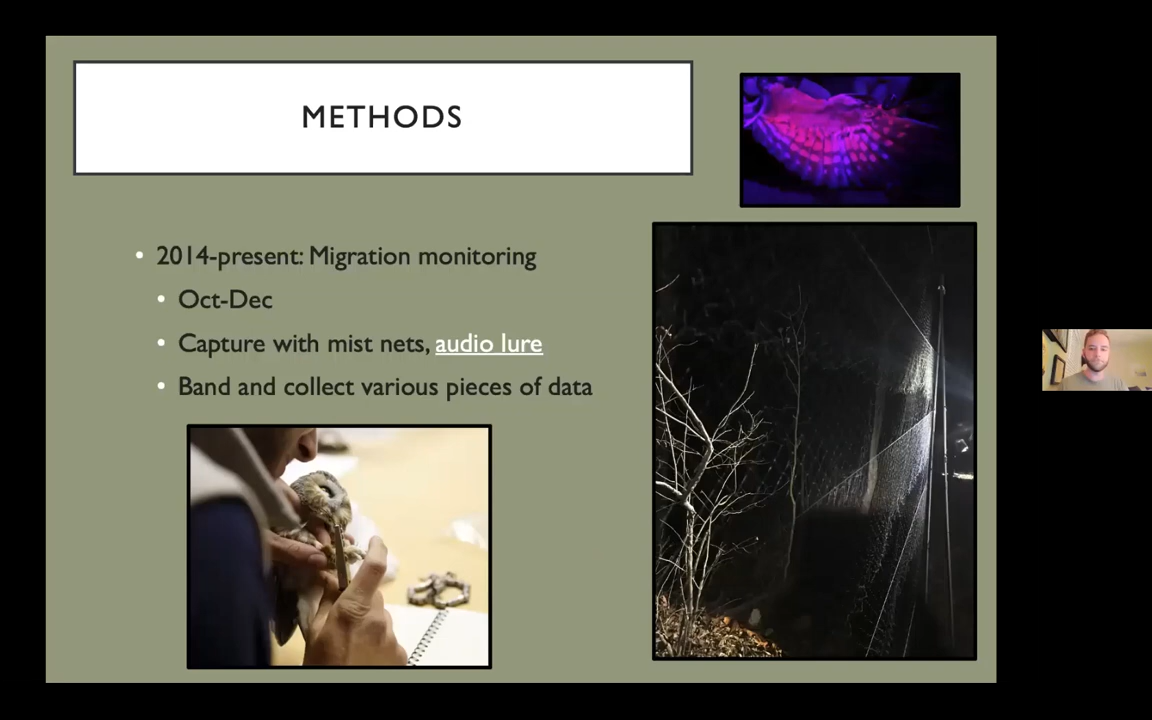 METHODS
2014-present: Migration monitoring
Oct-Dec
Capture with mist nets, audio lure
Band and collect various pieces of data